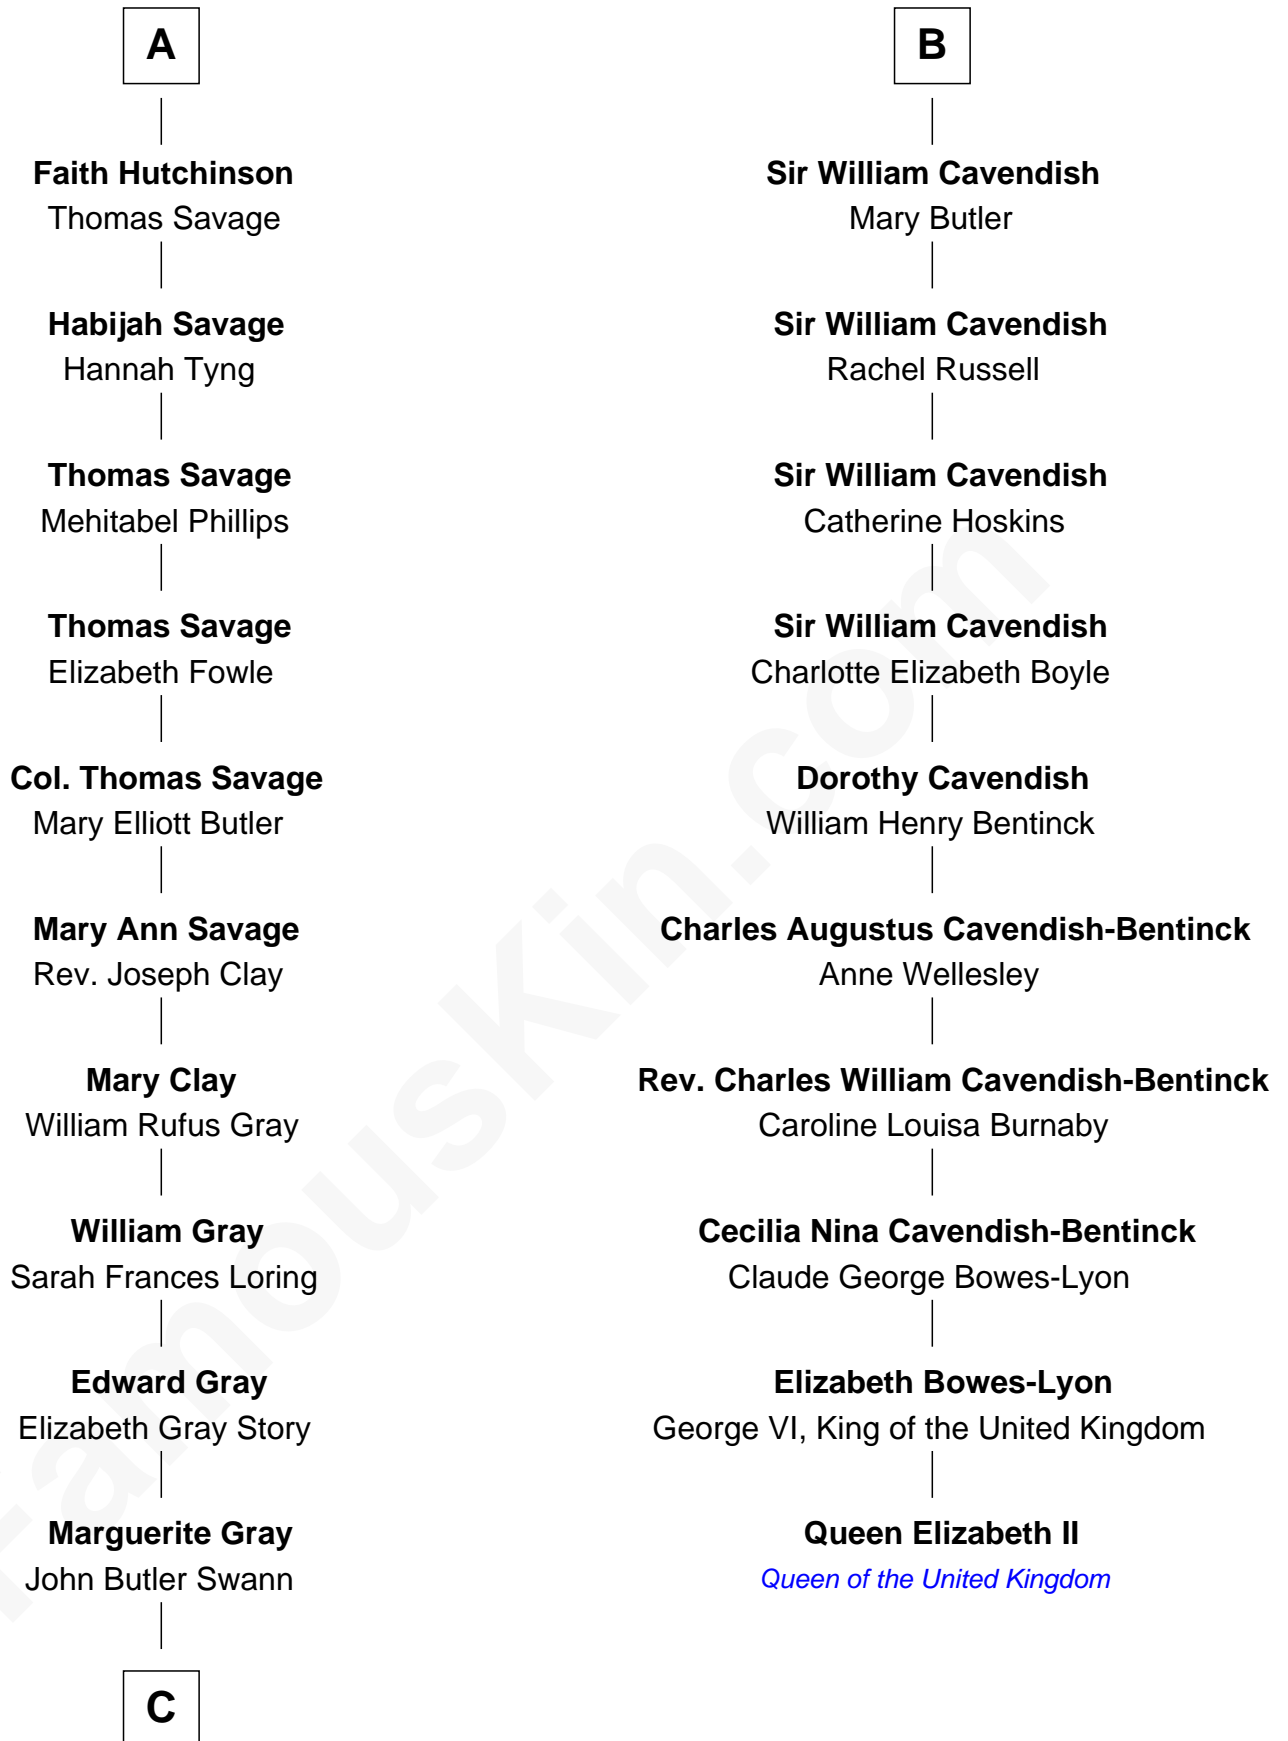 A
Faith Hutchinson
Thomas Savage
Habijah Savage
Hannah Tyng
Thomas Savage
Mehitabel Phillips
Thomas Savage
Elizabeth Fowle
Col. Thomas Savage
Mary Elliott Butler
Mary Ann Savage
Rev. Joseph Clay
Mary Clay
William Rufus Gray
William Gray
Sarah Frances Loring
Edward Gray
Elizabeth Gray Story
Marguerite Gray
John Butler Swann
C
B
Sir William Cavendish
Mary Butler
Sir William Cavendish
Rachel Russell
Sir William Cavendish
Catherine Hoskins
Sir William Cavendish
Charlotte Elizabeth Boyle
Dorothy Cavendish
William Henry Bentinck
Charles Augustus Cavendish-Bentinck
Anne Wellesley
Rev. Charles William Cavendish-Bentinck
Caroline Louisa Burnaby
Cecilia Nina Cavendish-Bentinck
Claude George Bowes-Lyon
Elizabeth Bowes-Lyon
George VI, King of the United Kingdom
Queen Elizabeth II
Queen of the United Kingdom
FamousKin.com